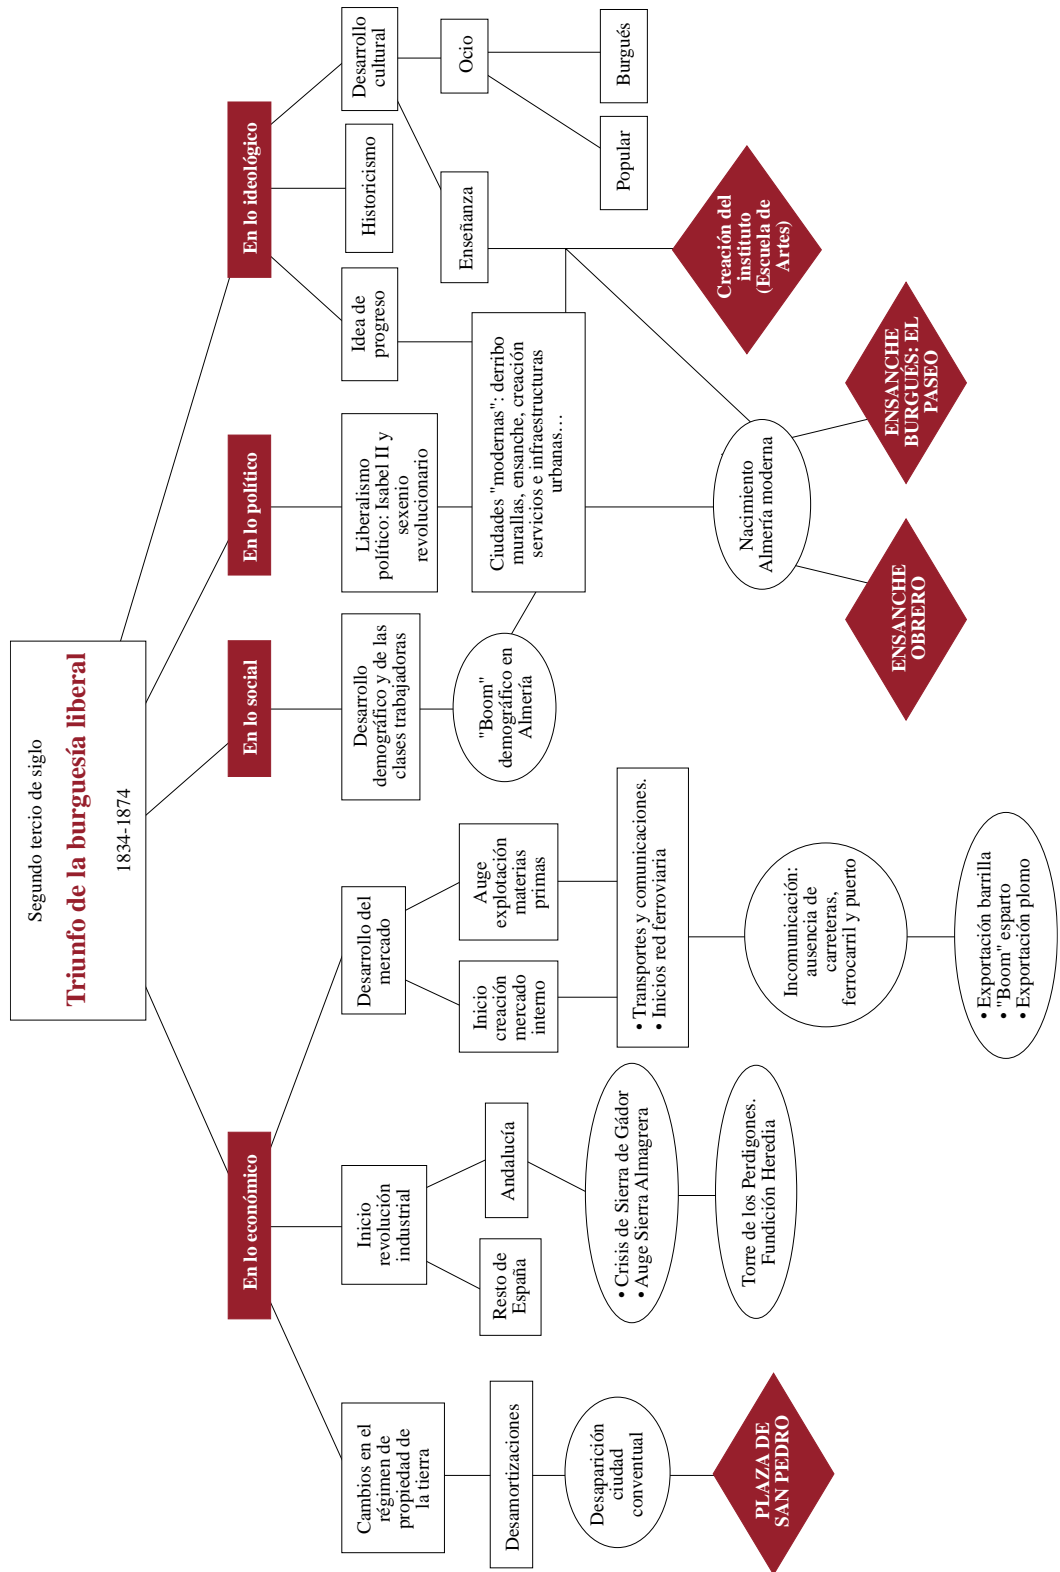 Segundo tercio de siglo
Triunfo de la burguesía liberal
1834-1874
En lo económico
En lo social
En lo político
En lo ideológico
Cambios en el
régimen de
propiedad de
la tierra
Inicio
revolución
industrial
Desarrollo del
mercado
Desarrollo
demográfico y de las
clases trabajadoras
Liberalismo
político: Isabel II y
sexenio
revolucionario
Idea de
progreso
Historicismo
Desarrollo
cultural
Desamortizaciones
Resto de
España
Andalucía
Inicio
creación
mercado
interno
Auge
explotación
materias
primas
"Boom"
demográfico en
Almería
Ciudades "modernas": derribo
murallas, ensanche, creación
servicios e infraestructuras
urbanas…
Enseñanza
Ocio
Desaparición
ciudad
conventual
• Crisis de Sierra de Gádor
• Auge Sierra Almagrera
• Transportes y comunicaciones.
• Inicios red ferroviaria
Popular
Burgués
PLAZA DE
SAN PEDRO
Torre de los Perdigones.
Fundición Heredia
Incomunicación:
ausencia de
carreteras,
ferrocarril y puerto
Nacimiento
Almería moderna
Creación del
instituto
(Escuela de
Artes)
• Exportación barrilla
• "Boom" esparto
• Exportación plomo
ENSANCHE
OBRERO
ENSANCHE
BURGUÉS: EL
PASEO